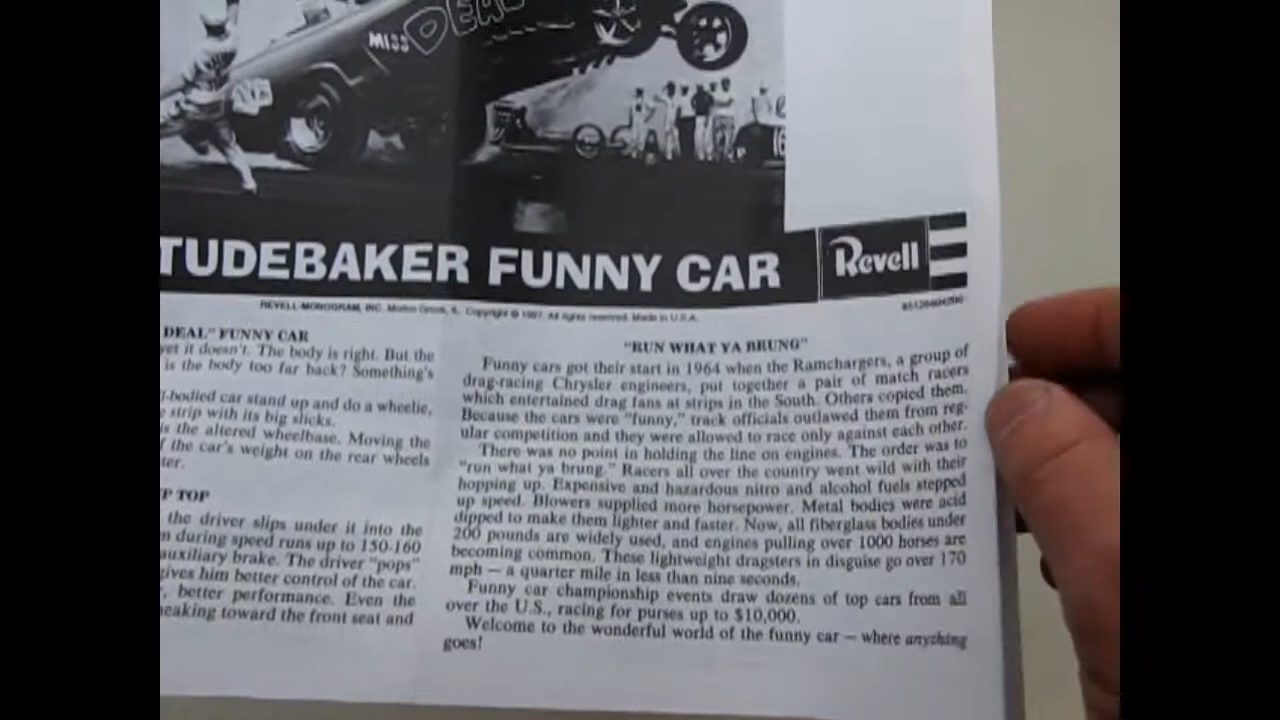 MISS DEAL
TUDEBAKER FUNNY CAR
Revell
REVELL-MONOGRAM, INC. Morton Grove, IL. Copyright © 1997. All rights reserved. Made in U.S.A.
DEAL" FUNNY CAR
yet it doesn't. The body is right. But the
is the body too far back? Something's
-bodied car stand up and do a wheelie,
strip with its big slicks.
is the altered wheelbase. Moving the
f the car's weight on the rear wheels
ter.
P TOP
the driver slips under it into the
n during speed runs up to 150-160
auxiliary brake. The driver "pops"
gives him better control of the car.
, better performance. Even the
eaking toward the front seat and
"RUN WHAT YA BRUNG"
Funny cars got their start in 1964 when the Ramchargers, a group of
drag-racing Chrysler engineers, put together a pair of match racers
which entertained drag fans at strips in the South. Others copied them.
Because the cars were "funny," track officials outlawed them from reg-
ular competition and they were allowed to race only against each other.
There was no point in holding the line on engines. The order was to
"run what ya brung." Racers all over the country went wild with their
hopping up. Expensive and hazardous nitro and alcohol fuels stepped
up speed. Blowers supplied more horsepower. Metal bodies were acid
dipped to make them lighter and faster. Now, all fiberglass bodies under
200 pounds are widely used, and engines pulling over 1000 horses are
becoming common. These lightweight dragsters in disguise go over 170
mph — a quarter mile in less than nine seconds.
Funny car championship events draw dozens of top cars from all
over the U.S., racing for purses up to $10,000.
Welcome to the wonderful world of the funny car — where anything
goes!